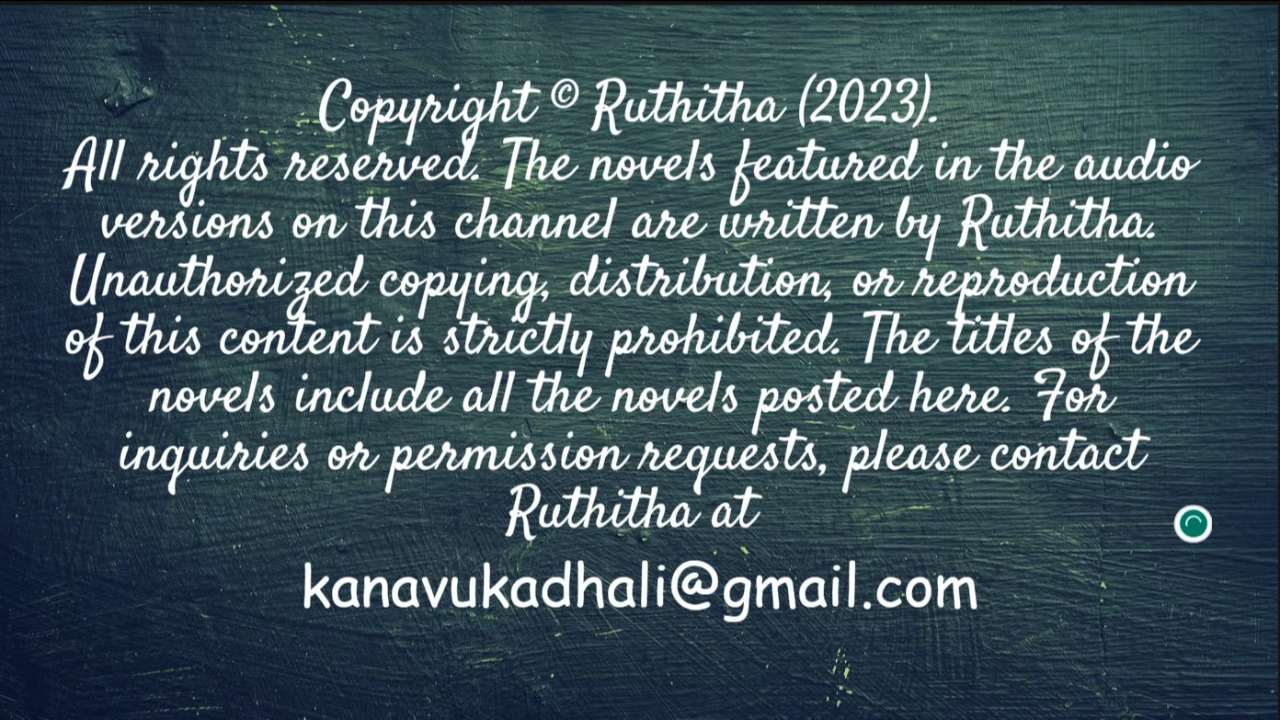 Copyright © Ruthitha (2023).
All rights reserved. The novels featured in the audio
versions on this channel are written by Ruthitha.
Unauthorized copying, distribution, or reproduction
of this content is strictly prohibited. The titles of the
novels include all the novels posted here. For
inquiries or permission requests, please contact
Ruthitha at
kanavukadhali@gmail.com